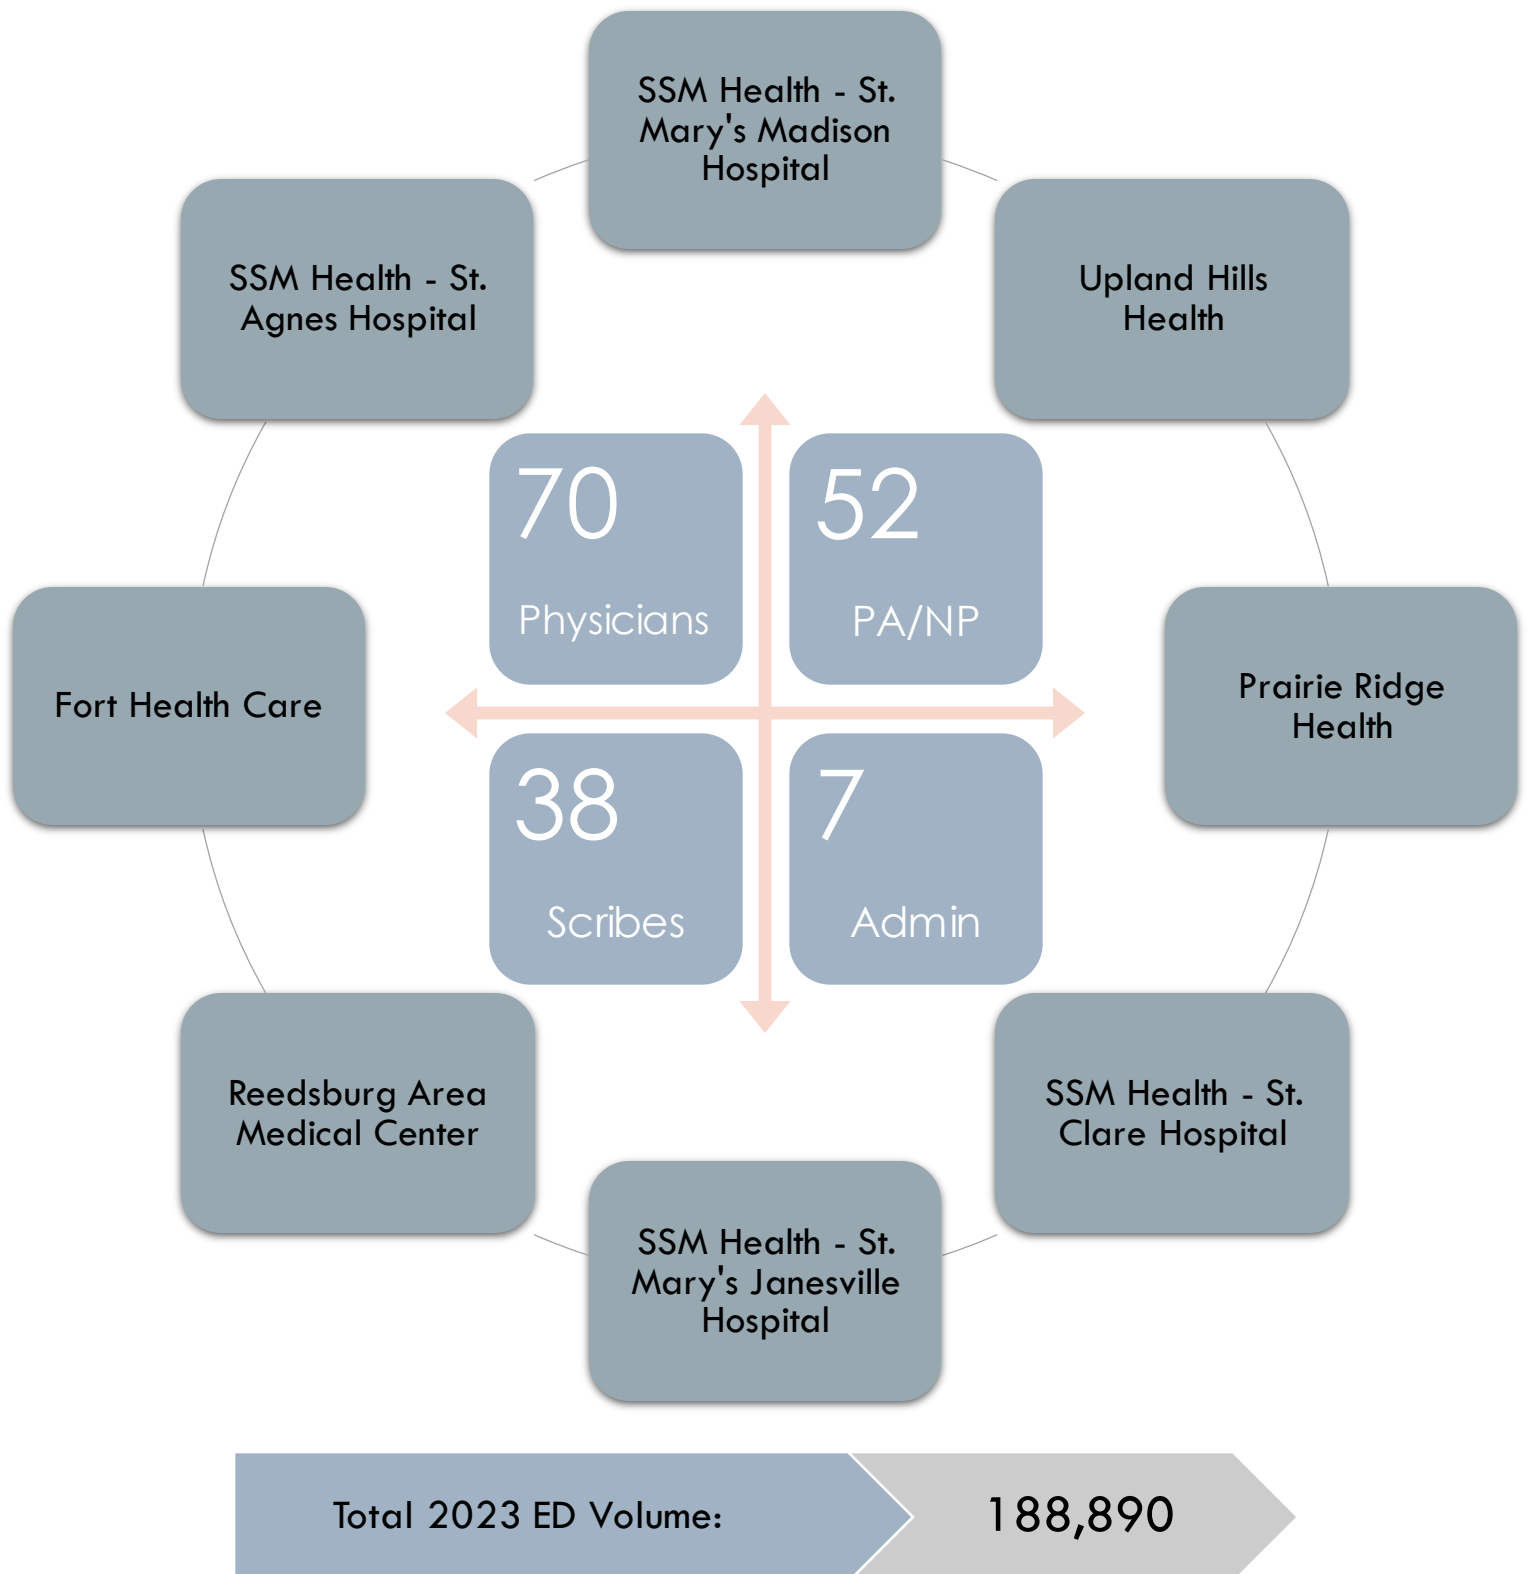 SSM Health - St.
Mary's Madison
Hospital
SSM Health - St.
Agnes Hospital
Upland Hills
Health
70
Physicians
52
PA/NP
Fort Health Care
Prairie Ridge
Health
38
Scribes
7
Admin
Reedsburg Area
Medical Center
SSM Health - St.
Clare Hospital
SSM Health - St.
Mary's Janesville
Hospital
Total 2023 ED Volume:
188,890